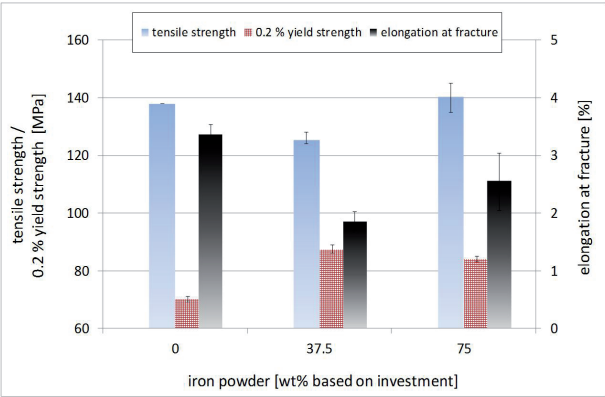 tensile strength 0.2 % yield strength elongation at fracture
160
140
120
100
80
60
5
4
3
2
1
0
tensile strength /
0.2 % yield strength [MPa]
elongation at fracture [%]
0 37.5 75
iron powder [wt% based on investment]